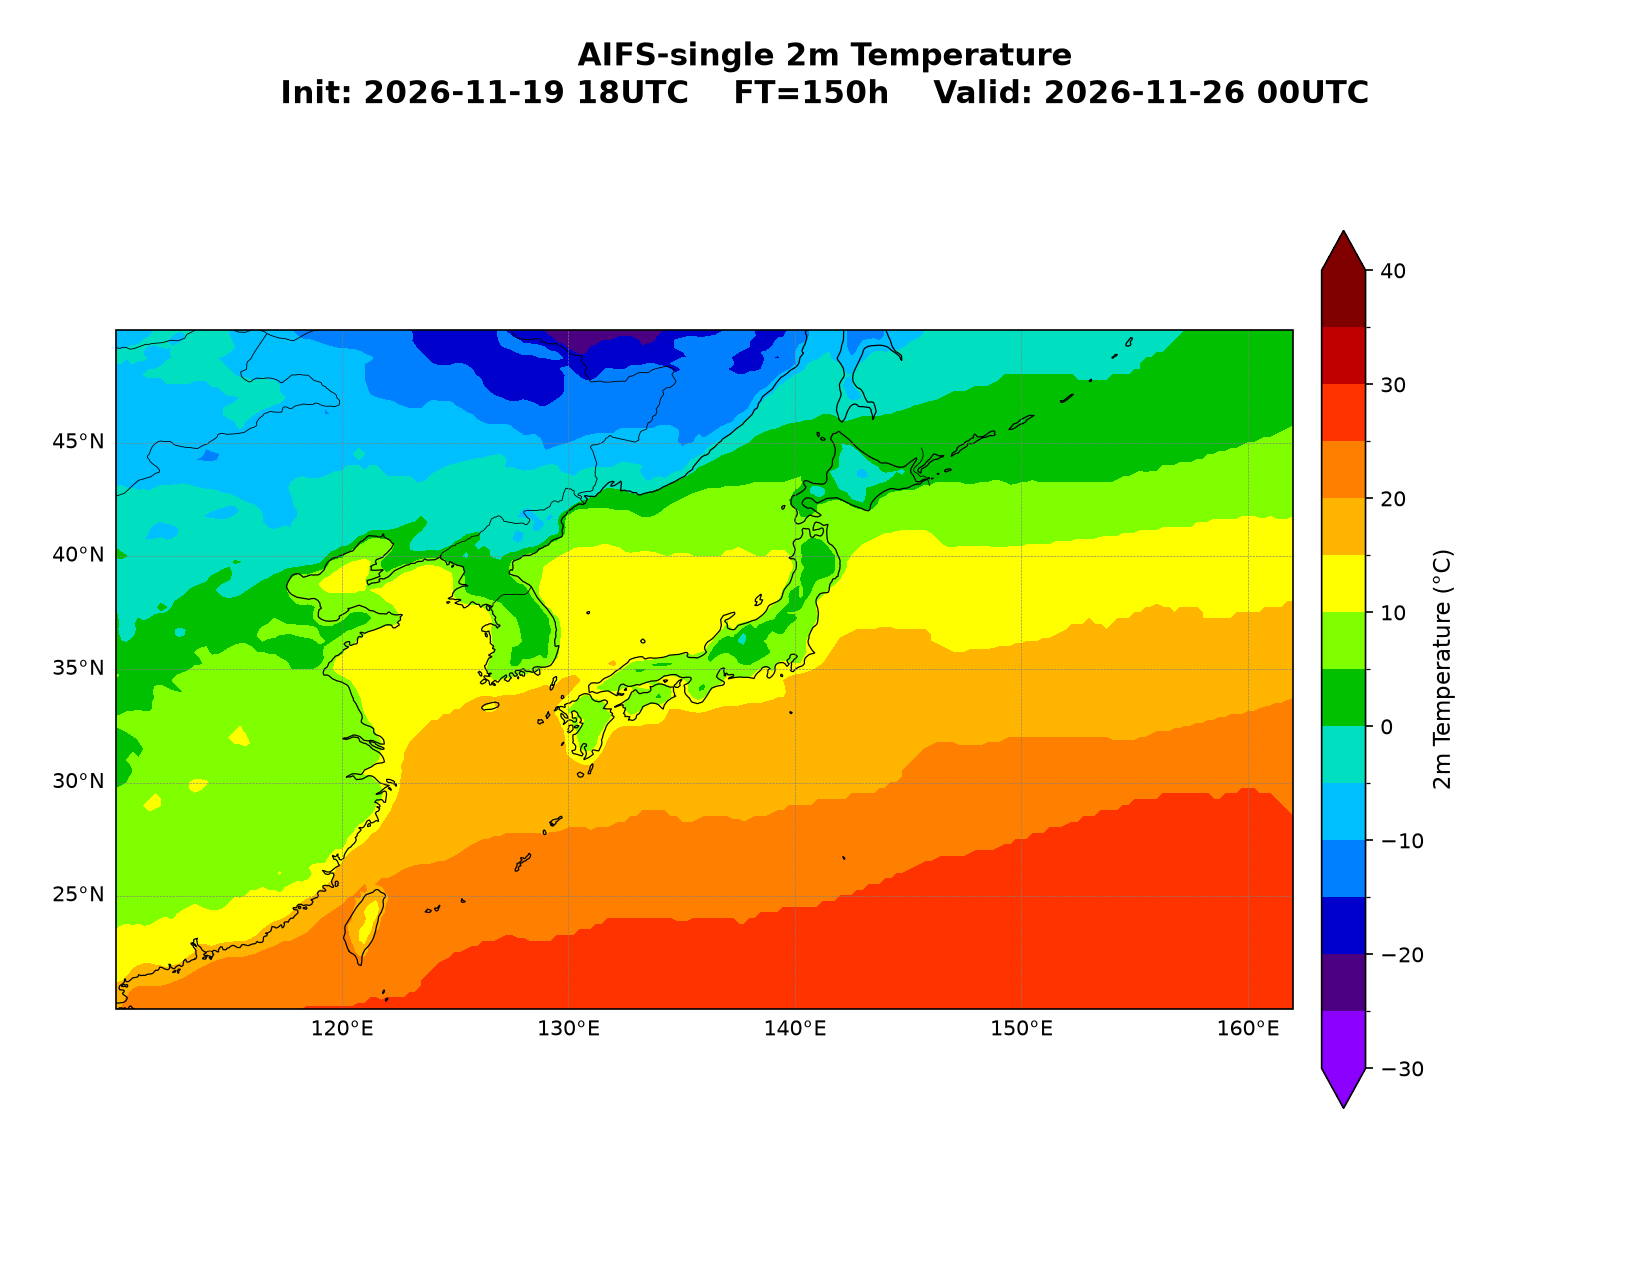 AIFS-single 2m Temperature
Init: 2026-11-19 18UTC    FT=150h    Valid: 2026-11-26 00UTC
45°N
40°N
35°N
30°N
25°N
120°E
130°E
140°E
150°E
160°E
40
30
20
10
0
−10
−20
−30
2m Temperature (°C)